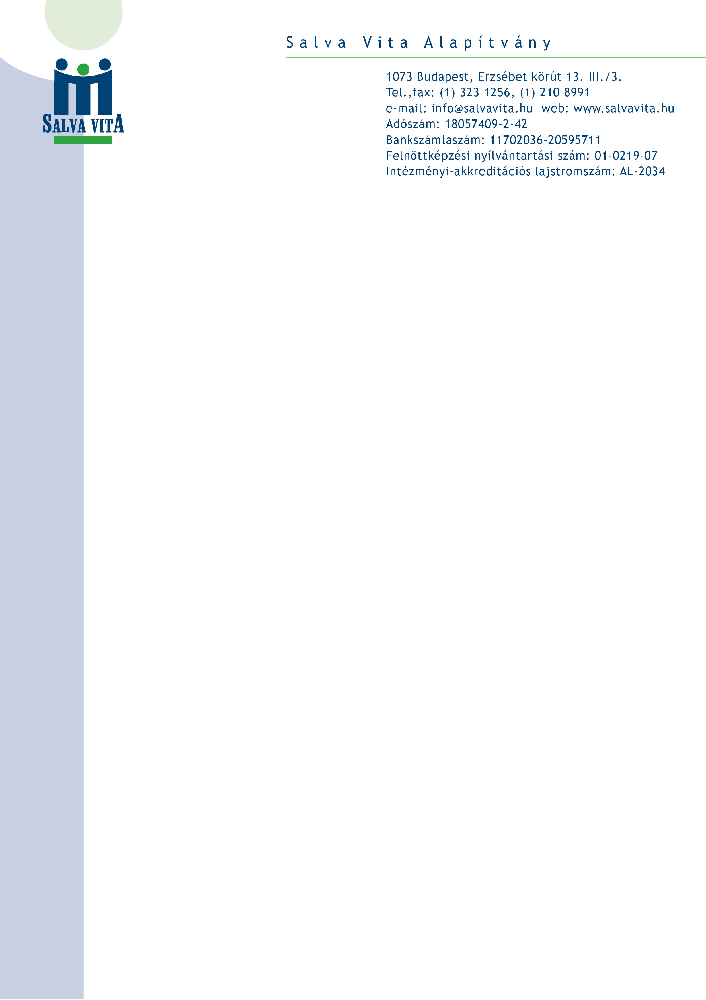 Salva Vita Alapítvány
SALVA VITA
1073 Budapest, Erzsébet körút 13. III./3.
Tel.,fax: (1) 323 1256, (1) 210 8991
e-mail: info@salvavita.hu web: www.salvavita.hu
Adószám: 18057409-2-42
Bankszámlaszám: 11702036-20595711
Felnőttképzési nyílvántartási szám: 01-0219-07
Intézményi-akkreditációs lajstromszám: AL-2034